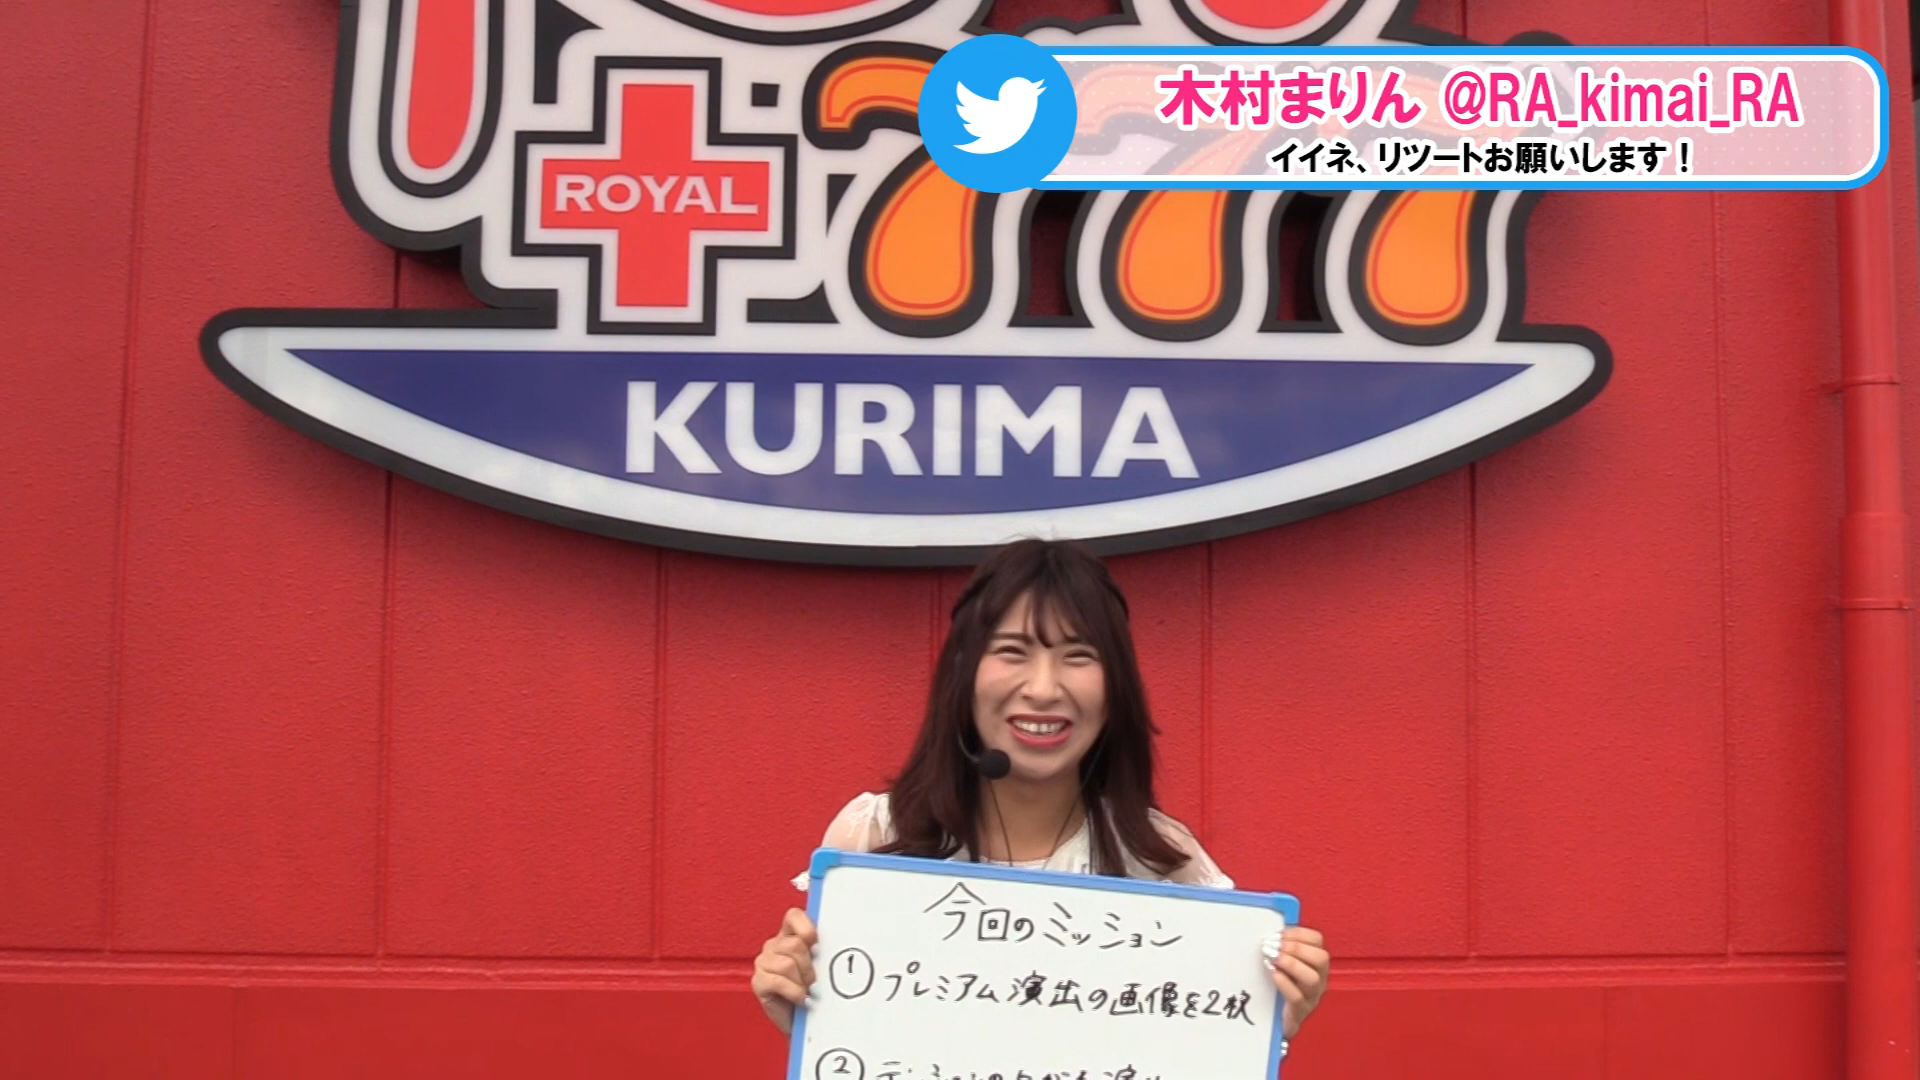 木村まりん @RA_kimai_RA
イイネ、リツートお願いします！
ROYAL
777
KURIMA
今回のミッション
①プレミアム演出の画像を2枚